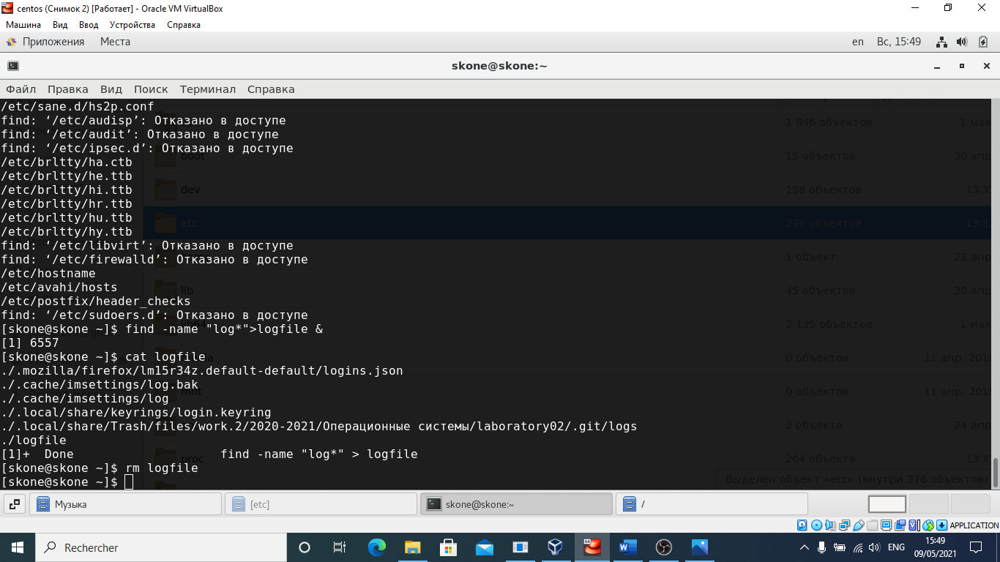 centos (Снимок 2) [Работает] - Oracle VM VirtualBox
Машина Вид Ввод Устройства Справка
Приложения Места en Вс, 15:49
skone@skone:~
Файл Правка Вид Поиск Терминал Справка
/etc/sane.d/hs2p.conf
find: ‘/etc/audisp’: Отказано в доступе
1 846 объектов 1 мая
find: ‘/etc/audit’: Отказано в доступе
find: ‘/etc/ipsec.d’: Отказано в доступе
boot 15 объектов 30 апр
/etc/brltty/ha.ctb
/etc/brltty/he.ttb
/etc/brltty/hi.ttb
dev 158 объектов 13:3
/etc/brltty/hr.ttb
/etc/brltty/hu.ttb
etc 276 объектов 13:3
/etc/brltty/hy.ttb
find: ‘/etc/libvirt’: Отказано в доступе
find: ‘/etc/firewalld’: Отказано в доступе
1 объект 23 апр
/etc/hostname
/etc/avahi/hosts
lib 45 объектов 30 апр
/etc/postfix/header_checks
find: ‘/etc/sudoers.d’: Отказано в доступе
lib64 2 135 объектов 1 мая
[skone@skone ~]$ find -name "log*">logfile &
[1] 6557
[skone@skone ~]$ cat logfile
0 объектов 11 апр. 2018
./.mozilla/firefox/lm15r34z.default-default/logins.json
./.cache/imsettings/log.bak
mnt 0 объектов 11 апр. 2018
./.cache/imsettings/log
./.local/share/keyrings/login.keyring
./.local/share/Trash/files/work.2/2020-2021/Операционные системы/laboratory02/.git/logs
2 объекта 24 апр
./logfile
[1]+ Done find -name "log*" > logfile
proc 264 объекта 13:3
[skone@skone ~]$ rm logfile
[skone@skone ~]$
Выделен объект «etc» (внутри 276 объектов)
Музыка [etc] skone@skone:~ /
APPLICATION
Rechercher ENG 15:49
09/05/2021